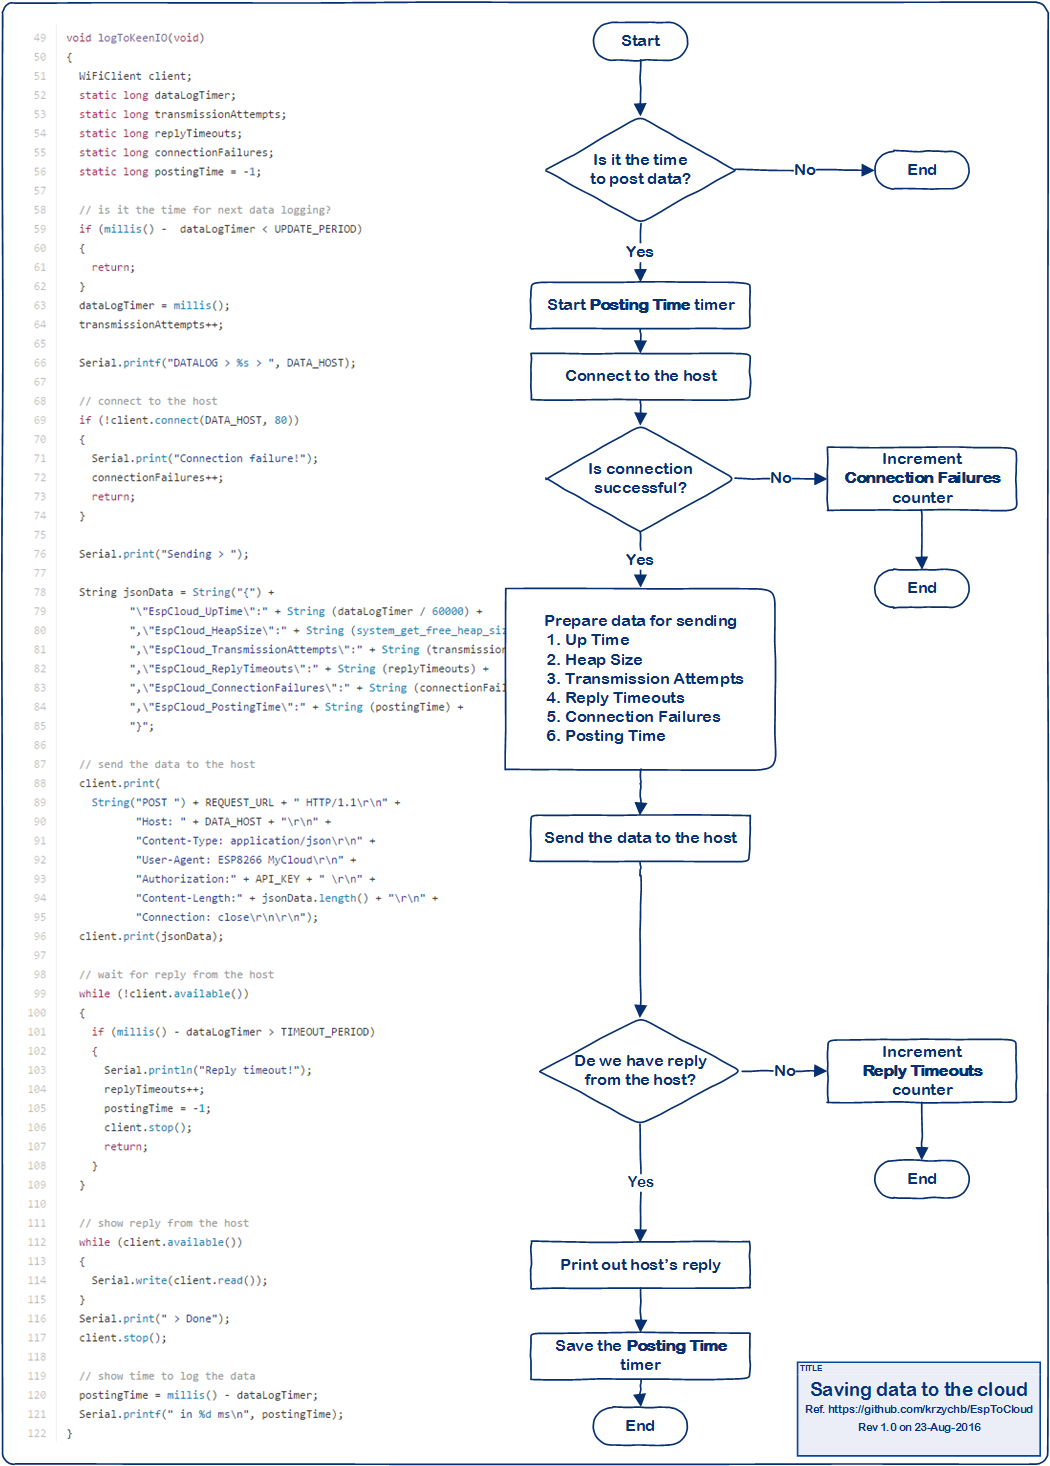 49 void logToKeenIO(void)
50 {
51 WiFiClient client;
52 static long dataLogTimer;
53 static long transmissionAttempts;
54 static long replyTimeouts;
55 static long connectionFailures;
56 static long postingTime = -1;
57
58 // is it the time for next data logging?
59 if (millis() - dataLogTimer < UPDATE_PERIOD)
60 {
61 return;
62 }
63 dataLogTimer = millis();
64 transmissionAttempts++;
65
66 Serial.printf("DATALOG > %s > ", DATA_HOST);
67
68 // connect to the host
69 if (!client.connect(DATA_HOST, 80))
70 {
71 Serial.print("Connection failure!");
72 connectionFailures++;
73 return;
74 }
75
76 Serial.print("Sending > ");
77
78 String jsonData = String("{") +
79 "\"EspCloud_UpTime\":" + String (dataLogTimer / 60000) +
80 ",\"EspCloud_HeapSize\":" + String (system_get_free_heap_siz
81 ",\"EspCloud_TransmissionAttempts\":" + String (transmission
82 ",\"EspCloud_ReplyTimeouts\":" + String (replyTimeouts) +
83 ",\"EspCloud_ConnectionFailures\":" + String (connectionFail
84 ",\"EspCloud_PostingTime\":" + String (postingTime) +
85 "}";
86
87 // send the data to the host
88 client.print(
89 String("POST ") + REQUEST_URL + " HTTP/1.1\r\n" +
90 "Host: " + DATA_HOST + "\r\n" +
91 "Content-Type: application/json\r\n" +
92 "User-Agent: ESP8266 MyCloud\r\n" +
93 "Authorization:" + API_KEY + " \r\n" +
94 "Content-Length:" + jsonData.length() + "\r\n" +
95 "Connection: close\r\n\r\n");
96 client.print(jsonData);
97
98 // wait for reply from the host
99 while (!client.available())
100 {
101 if (millis() - dataLogTimer > TIMEOUT_PERIOD)
102 {
103 Serial.println("Reply timeout!");
104 replyTimeouts++;
105 postingTime = -1;
106 client.stop();
107 return;
108 }
109 }
110
111 // show reply from the host
112 while (client.available())
113 {
114 Serial.write(client.read());
115 }
116 Serial.print(" > Done");
117 client.stop();
118
119 // show time to log the data
120 postingTime = millis() - dataLogTimer;
121 Serial.printf(" in %d ms\n", postingTime);
122 }
Start
Is it the time
to post data?
No
End
Yes
Start Posting Time timer
Connect to the host
Is connection
successful?
No
Increment
Connection Failures
counter
End
Yes
Prepare data for sending
1. Up Time
2. Heap Size
3. Transmission Attempts
4. Reply Timeouts
5. Connection Failures
6. Posting Time
Send the data to the host
De we have reply
from the host?
No
Increment
Reply Timeouts
counter
End
Yes
Print out host's reply
Save the Posting Time
timer
End
TITLE
Saving data to the cloud
Ref. https://github.com/krzychb/EspToCloud
Rev 1.0 on 23-Aug-2016